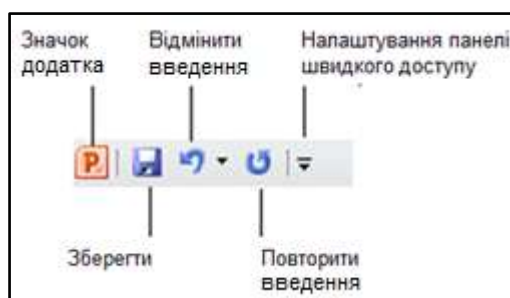 Значок
додатка
Відмінити
введення
Налаштування панелі
швидкого доступу
P
Зберегти
Повторити
введення